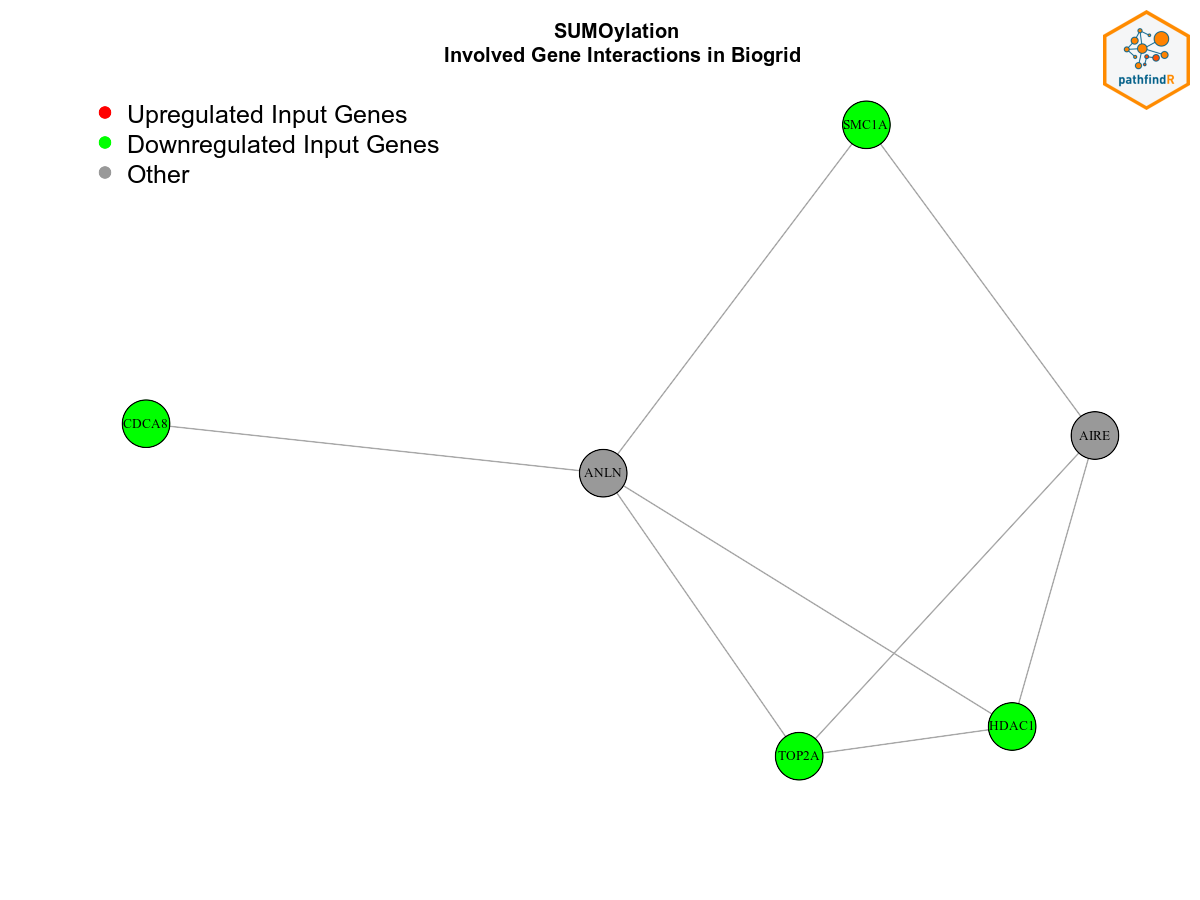 SUMOylation
Involved Gene Interactions in Biogrid
pathfindR
Upregulated Input Genes
Downregulated Input Genes
Other
SMC1A
CDCA8
AIRE
ANLN
HDAC1
TOP2A